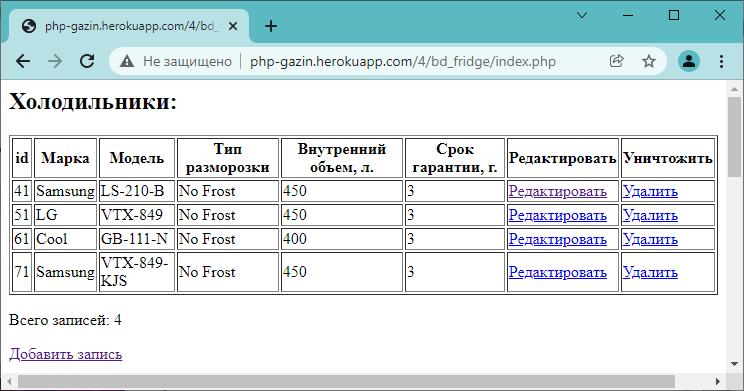 php-gazin.herokuapp.com/4/bd_
Не защищено php-gazin.herokuapp.com/4/bd_fridge/index.php
Холодильники:
id Марка Модель Тип разморозки Внутренний объем, л. Срок гарантии, г. Редактировать Уничтожить
41 Samsung LS-210-B No Frost 450 3 Редактировать Удалить
51 LG VTX-849 No Frost 450 3 Редактировать Удалить
61 Cool GB-111-N No Frost 400 3 Редактировать Удалить
71 Samsung VTX-849-KJS No Frost 450 3 Редактировать Удалить
Всего записей: 4
Добавить запись